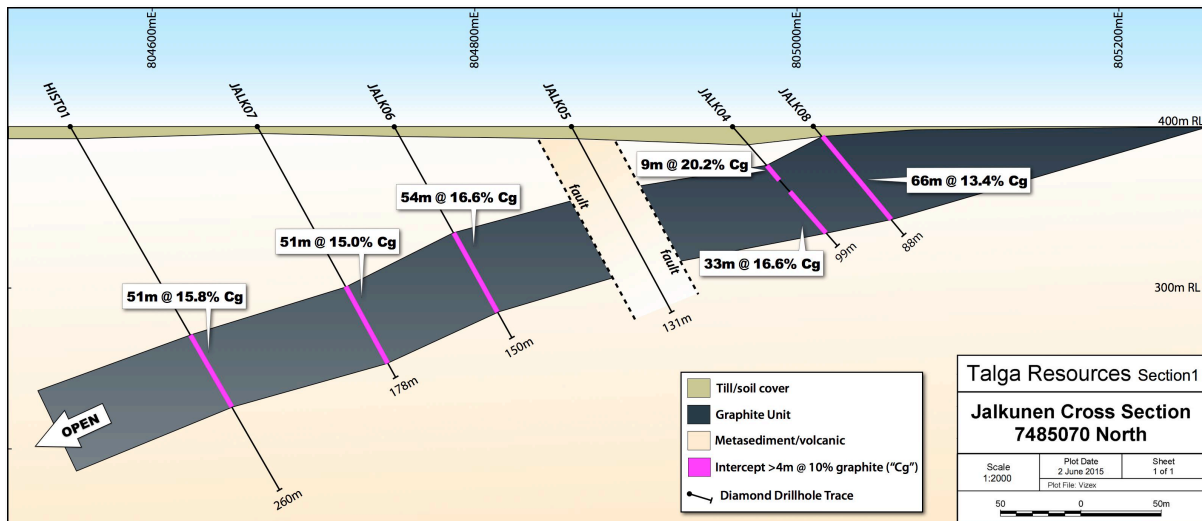 804600mE
804800mE
805000mE
805200mE
HIST01
JALK07
JALK06
JALK05
JALK04
JALK08
400m RL
9m @ 20.2% Cg
66m @ 13.4% Cg
54m @ 16.6% Cg
fault
51m @ 15.0% Cg
33m @ 16.6% Cg
fault
99m
88m
51m @ 15.8% Cg
300m RL
131m
150m
178m
OPEN
260m
Till/soil cover
Graphite Unit
Metasediment/volcanic
Intercept >4m @ 10% graphite (“Cg”)
Diamond Drillhole Trace
Talga Resources Section1
Jalkunen Cross Section
7485070 North
Scale
1:2000
Plot Date
2 June 2015
Sheet
1 of 1
Plot File: Vizex
50 0 50m